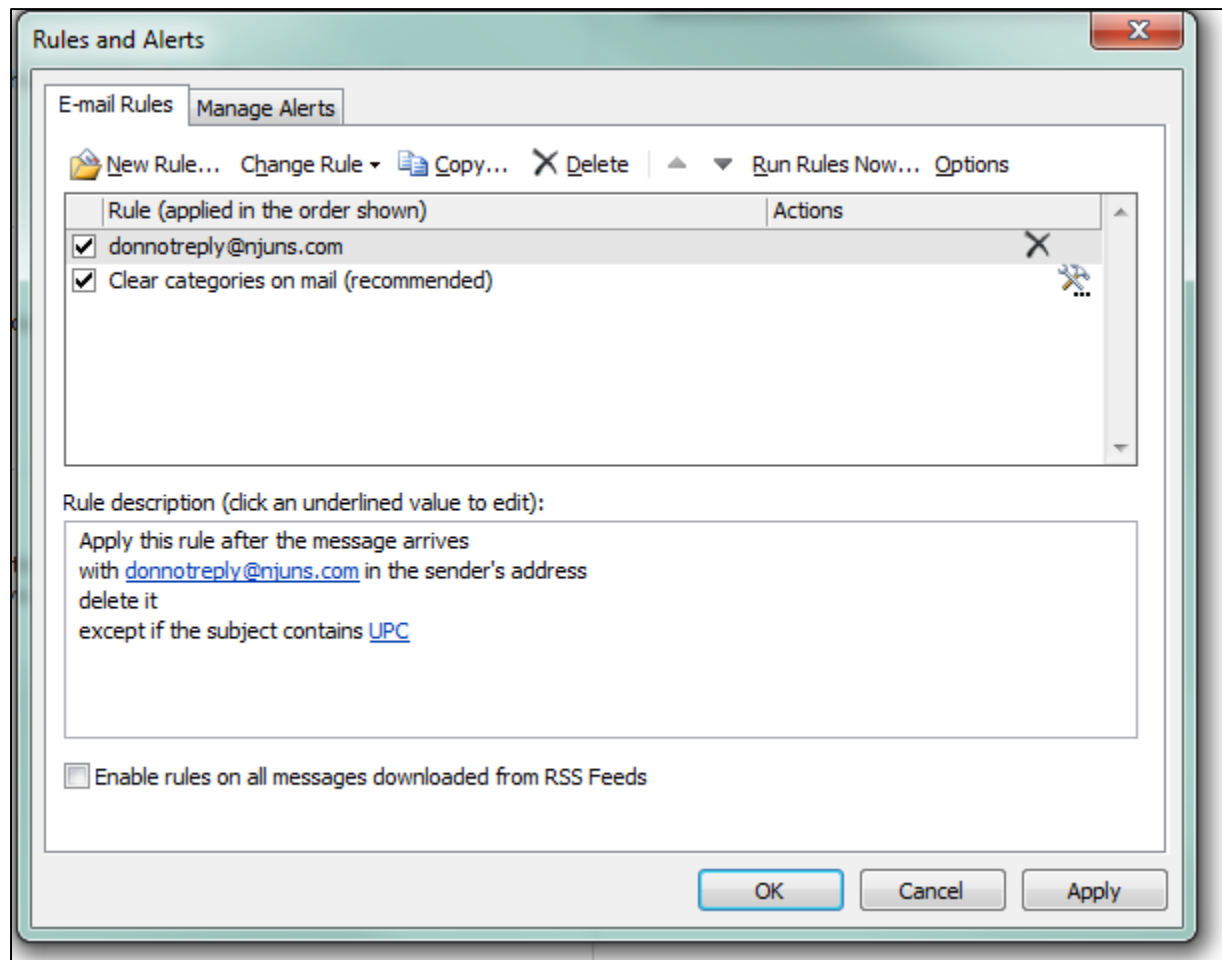 Rules and Alerts
E-mail Rules Manage Alerts
New Rule... Change Rule Copy... Delete Run Rules Now... Options
Rule (applied in the order shown) Actions
donnotreply@njuns.com
Clear categories on mail (recommended)
Rule description (click an underlined value to edit):
Apply this rule after the message arrives
with donnotreply@njuns.com in the sender's address
delete it
except if the subject contains UPC
Enable rules on all messages downloaded from RSS Feeds
OK Cancel Apply